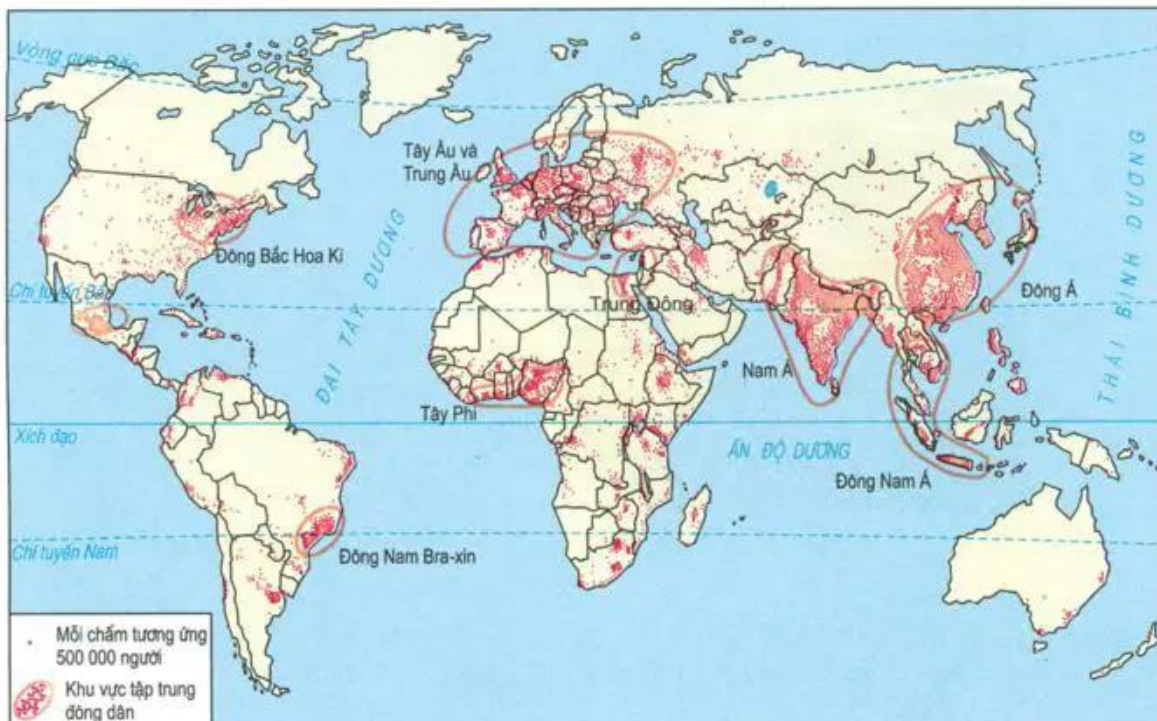 Vòng cực Bắc
Tây Âu và
Trung Âu
Đông Bắc Hoa Kì
ĐẠI TÂY DƯƠNG
THÁI BÌNH DƯƠNG
Chí tuyến Bắc
Trung Đông
Đông Á
Nam Á
Tây Phi
Xích đạo
ẤN ĐỘ DƯƠNG
Đông Nam Á
Chí tuyến Nam
Đông Nam Bra-xin
Mỗi chấm tương ứng
500 000 người
Khu vực tập trung
đông dân